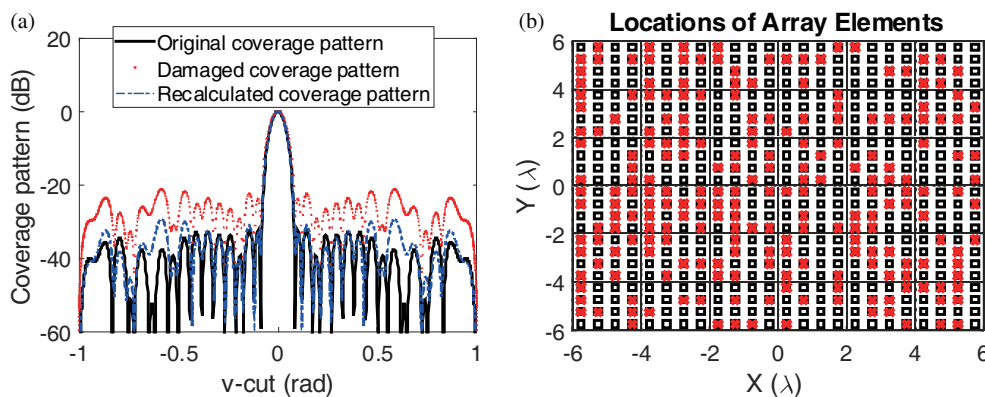 (a)
20
0
-20
-40
-60
Coverage pattern (dB)
Original coverage pattern
Damaged coverage pattern
Recalculated coverage pattern
-1
-0.5
0
0.5
1
v-cut (rad)
(b)
Locations of Array Elements
6
4
2
0
-2
-4
-6
Y (λ)
-6
-4
-2
0
2
4
6
X (λ)